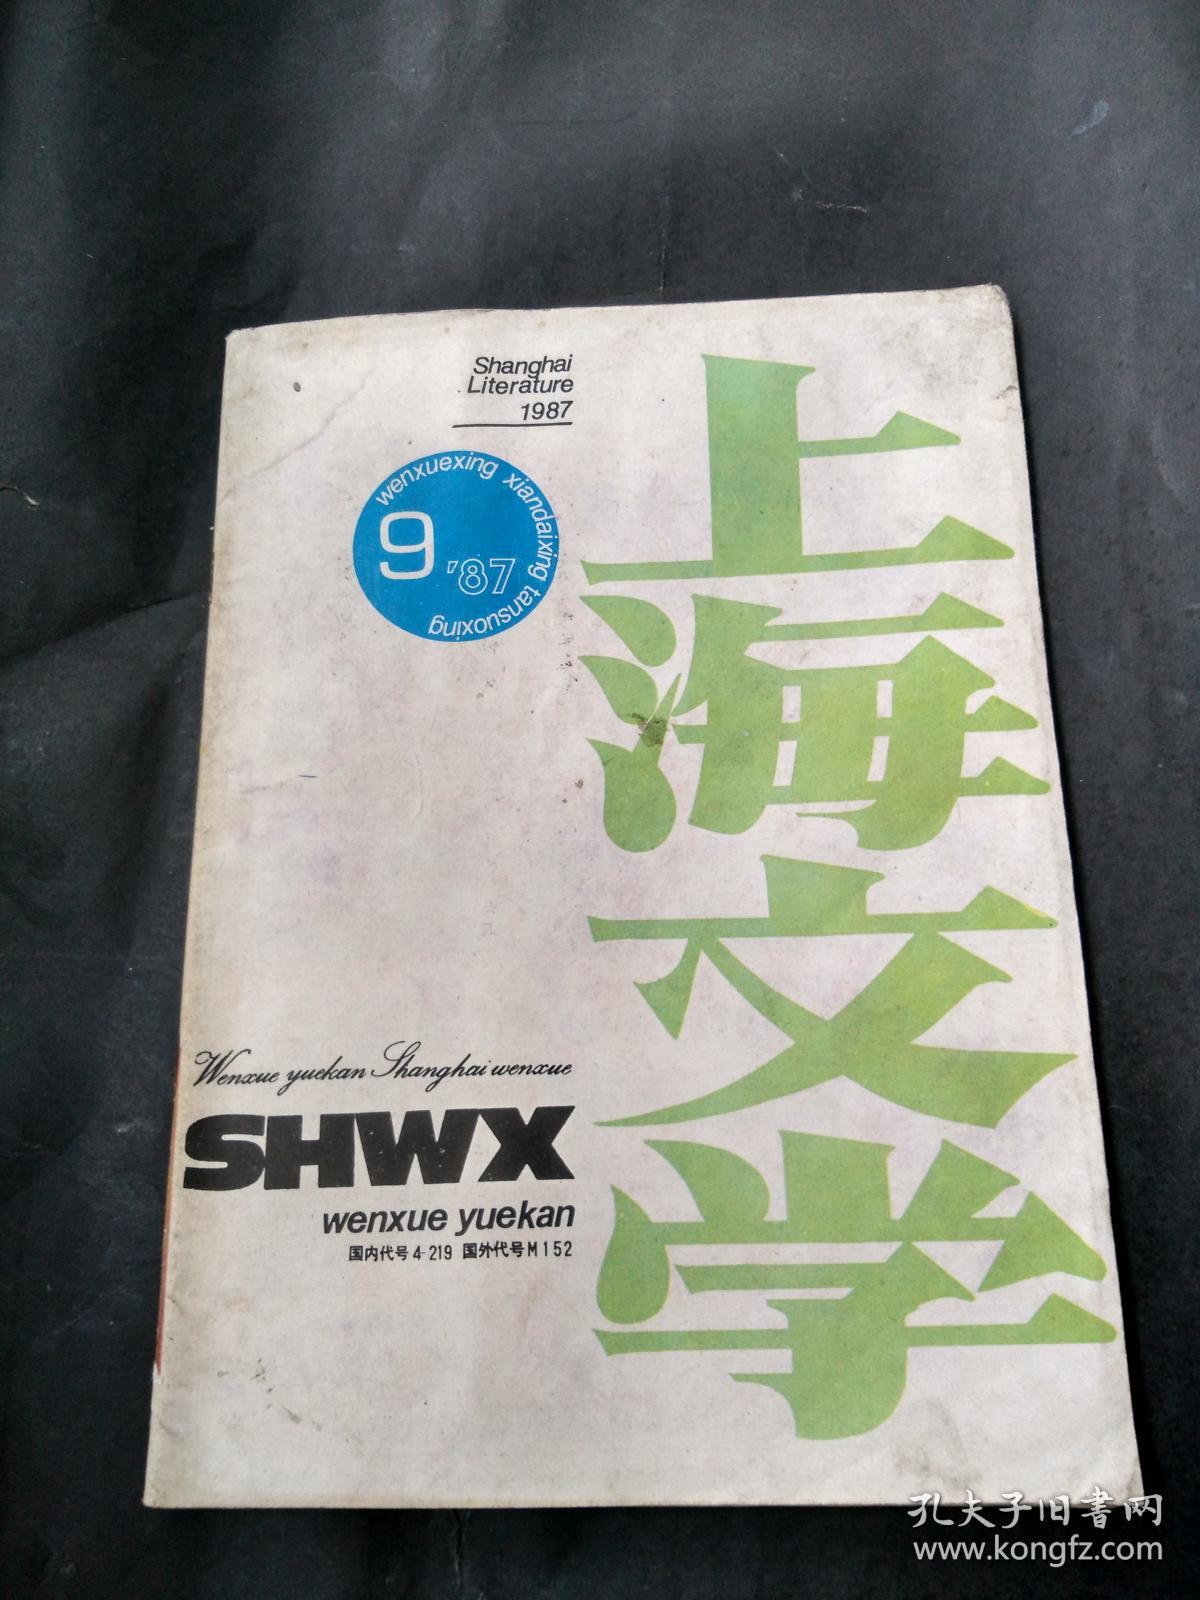 Shanghai
Literature
1987
wenxuexing xiandaixing tansuoxing
9 '87
上海文学
Wenxue yuekan Shanghai wenxue
SHWX
wenxue yuekan
国内代号4-219 国外代号M152
孔夫子旧书网
www.kongfz.com